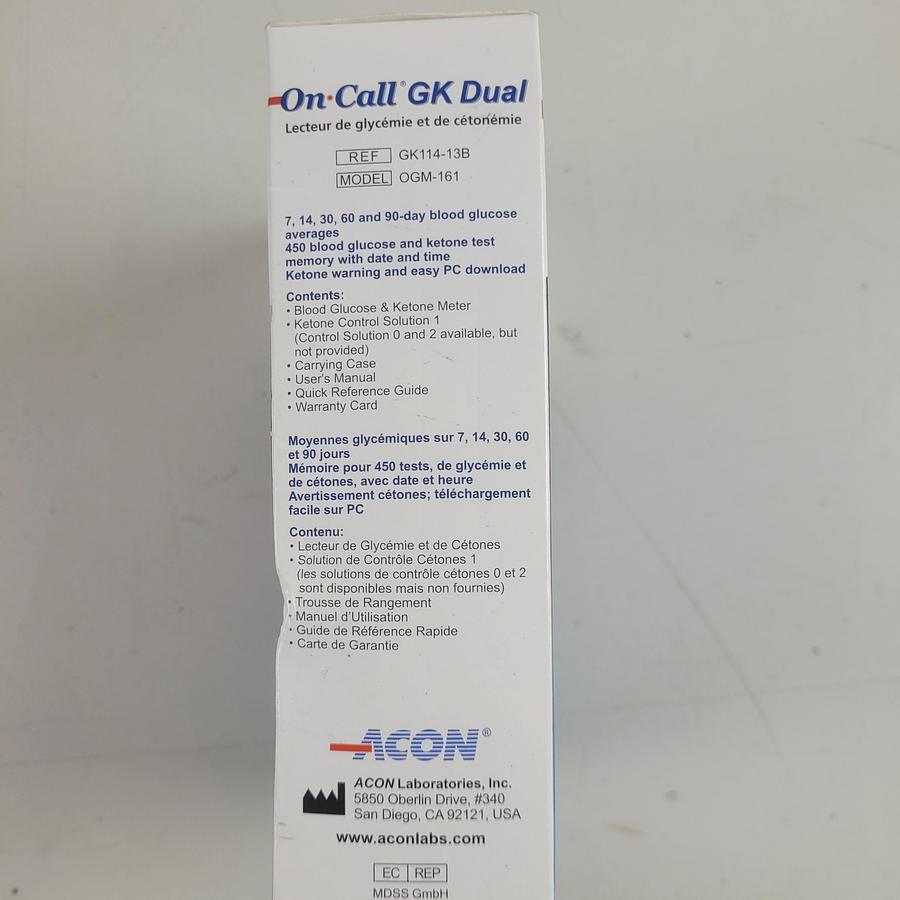 On•Call® GK Dual
Lecteur de glycémie et de cétonémie
REF GK114-13B
MODEL OGM-161
7, 14, 30, 60 and 90-day blood glucose
averages
450 blood glucose and ketone test
memory with date and time
Ketone warning and easy PC download
Contents:
• Blood Glucose & Ketone Meter
• Ketone Control Solution 1
(Control Solution 0 and 2 available, but
not provided)
• Carrying Case
• User's Manual
• Quick Reference Guide
• Warranty Card
Moyennes glycémiques sur 7, 14, 30, 60
et 90 jours
Mémoire pour 450 tests, de glycémie et
de cétones, avec date et heure
Avertissement cétones; téléchargement
facile sur PC
Contenu:
• Lecteur de Glycémie et de Cétones
• Solution de Contrôle Cétones 1
(les solutions de contrôle cétones 0 et 2
sont disponibles mais non fournies)
• Trousse de Rangement
• Manuel d'Utilisation
• Guide de Référence Rapide
• Carte de Garantie
ACON®
ACON Laboratories, Inc.
5850 Oberlin Drive, #340
San Diego, CA 92121, USA
www.aconlabs.com
EC REP
MDSS GmbH